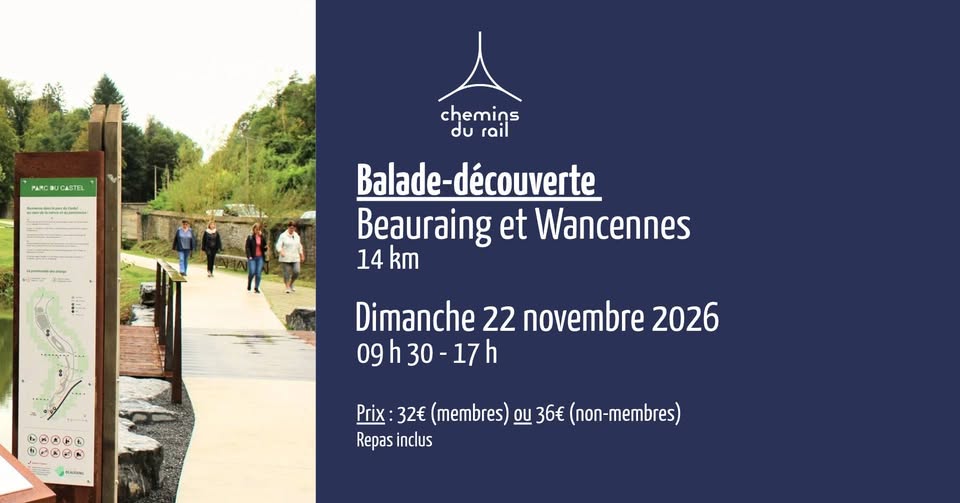 PARC DU CASTEL
BEAURAING
chemins
du rail
Balade-découverte
Beauraing et Wancennes
14 km
Dimanche 22 novembre 2026
09 h 30 - 17 h
Prix : 32€ (membres) ou 36€ (non-membres)
Repas inclus